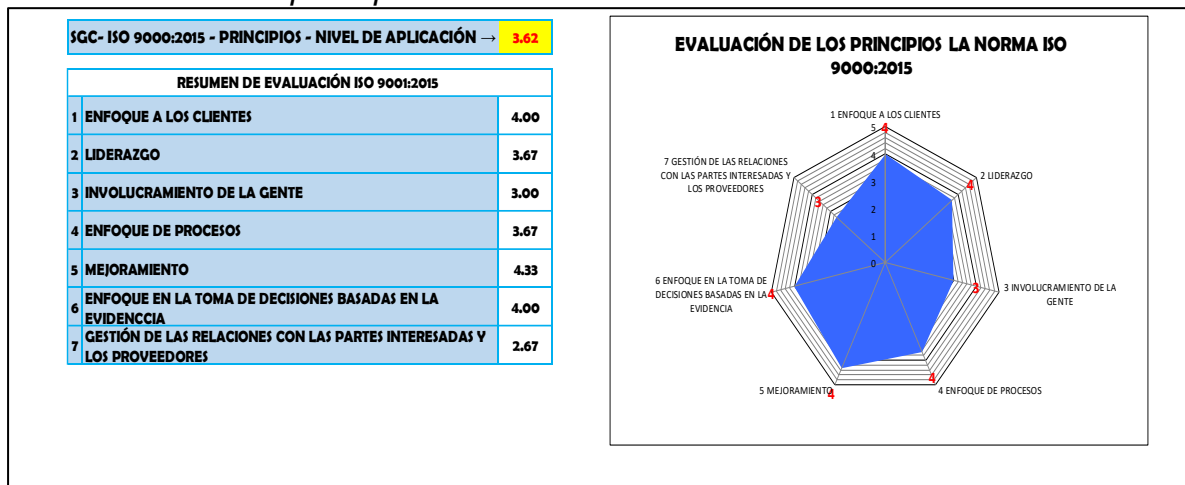 SGC- ISO 9000:2015 - PRINCIPIOS - NIVEL DE APLICACIÓN → 3.62
RESUMEN DE EVALUACIÓN ISO 9001:2015
1 ENFOQUE A LOS CLIENTES 4.00
2 LIDERAZGO 3.67
3 INVOLUCRAMIENTO DE LA GENTE 3.00
4 ENFOQUE DE PROCESOS 3.67
5 MEJORAMIENTO 4.33
6 ENFOQUE EN LA TOMA DE DECISIONES BASADAS EN LA
EVIDENCCIA 4.00
7 GESTIÓN DE LAS RELACIONES CON LAS PARTES INTERESADAS Y
LOS PROVEEDORES 2.67
EVALUACIÓN DE LOS PRINCIPIOS LA NORMA ISO
9000:2015
1 ENFOQUE A LOS CLIENTES
5 4
4
3
2
1
0
7 GESTIÓN DE LAS RELACIONES
CON LAS PARTES INTERESADAS Y
LOS PROVEEDORES
3
2 LIDERAZGO
4
6 ENFOQUE EN LA TOMA DE
DECISIONES BASADAS EN LA
EVIDENCIA
4
3 INVOLUCRAMIENTO DE LA
GENTE
3
5 MEJORAMIENTO
4
4 ENFOQUE DE PROCESOS
4